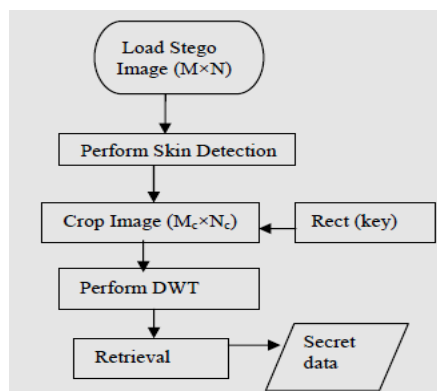 Load Stego
Image (M×N)
Perform Skin Detection
Crop Image (Mc×Nc)
Rect (key)
Perform DWT
Retrieval
Secret
data